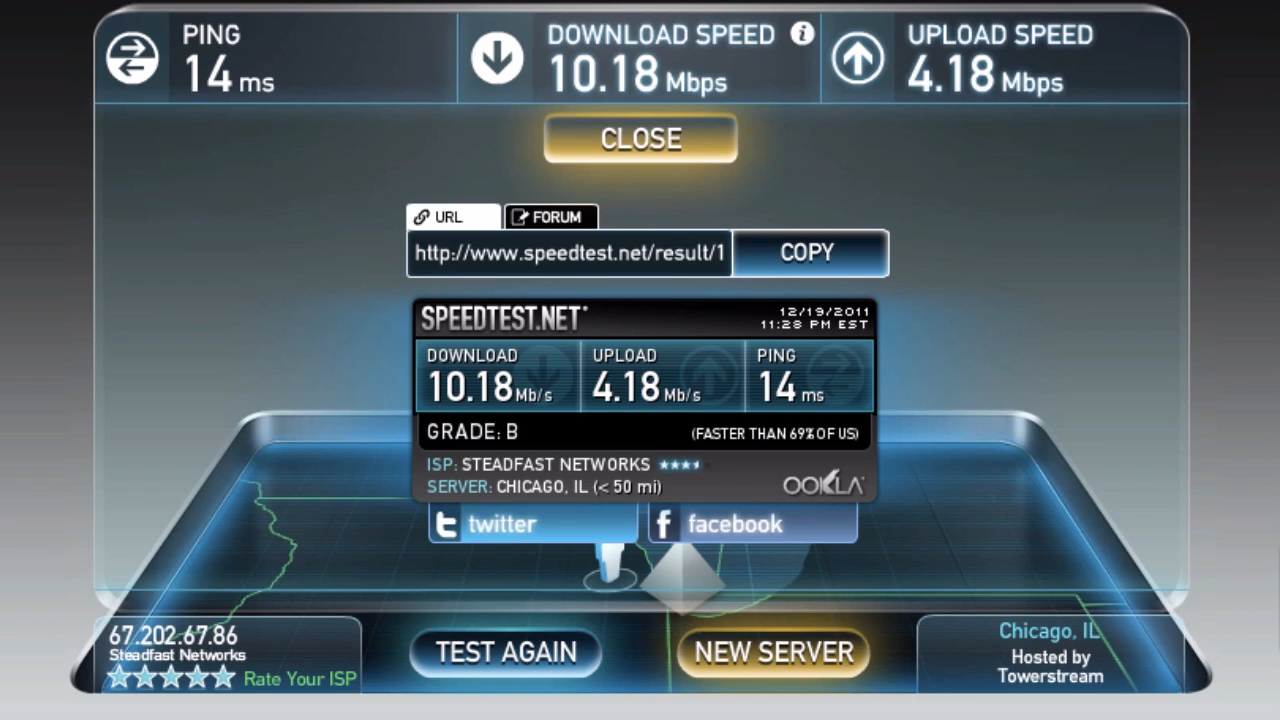 PING
14 ms
DOWNLOAD SPEED
10.18 Mbps
UPLOAD SPEED
4.18 Mbps
CLOSE
URL
FORUM
http://www.speedtest.net/result/1
COPY
SPEEDTEST.NET
12/19/2011
11:28 PM EST
DOWNLOAD
10.18 Mb/s
UPLOAD
4.18 Mb/s
PING
14 ms
GRADE: B
(FASTER THAN 69% OF US)
ISP: STEADFAST NETWORKS
SERVER: CHICAGO, IL (< 50 mi)
OOKLA
twitter
facebook
67.202.67.86
Steadfast Networks
Rate Your ISP
TEST AGAIN
NEW SERVER
Chicago, IL
Hosted by
Towerstream